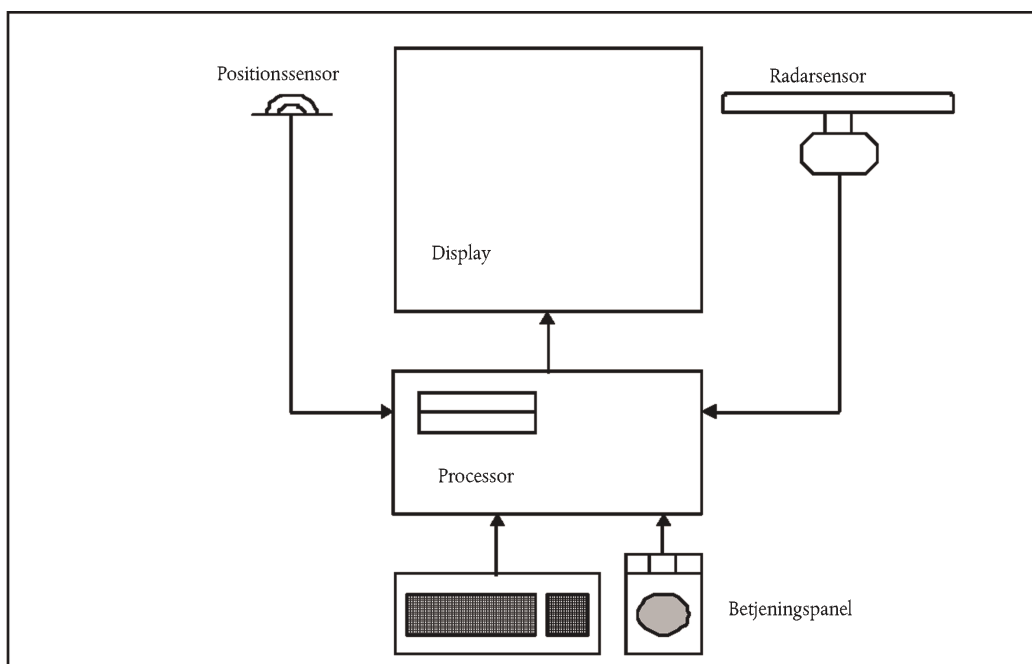 Positionssensor
Radarsensor
Display
Processor
Betjeningspanel